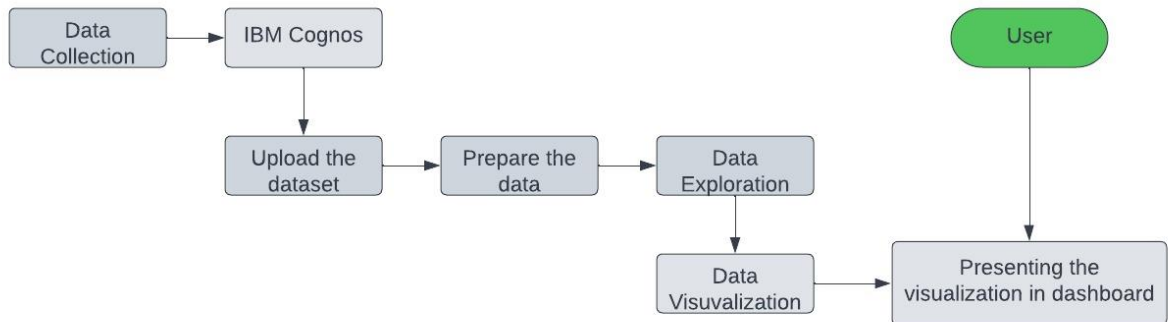 Data
Collection
IBM Cognos
User
Upload the
dataset
Prepare the
data
Data
Exploration
Data
Visuvalization
Presenting the
visualization in dashboard